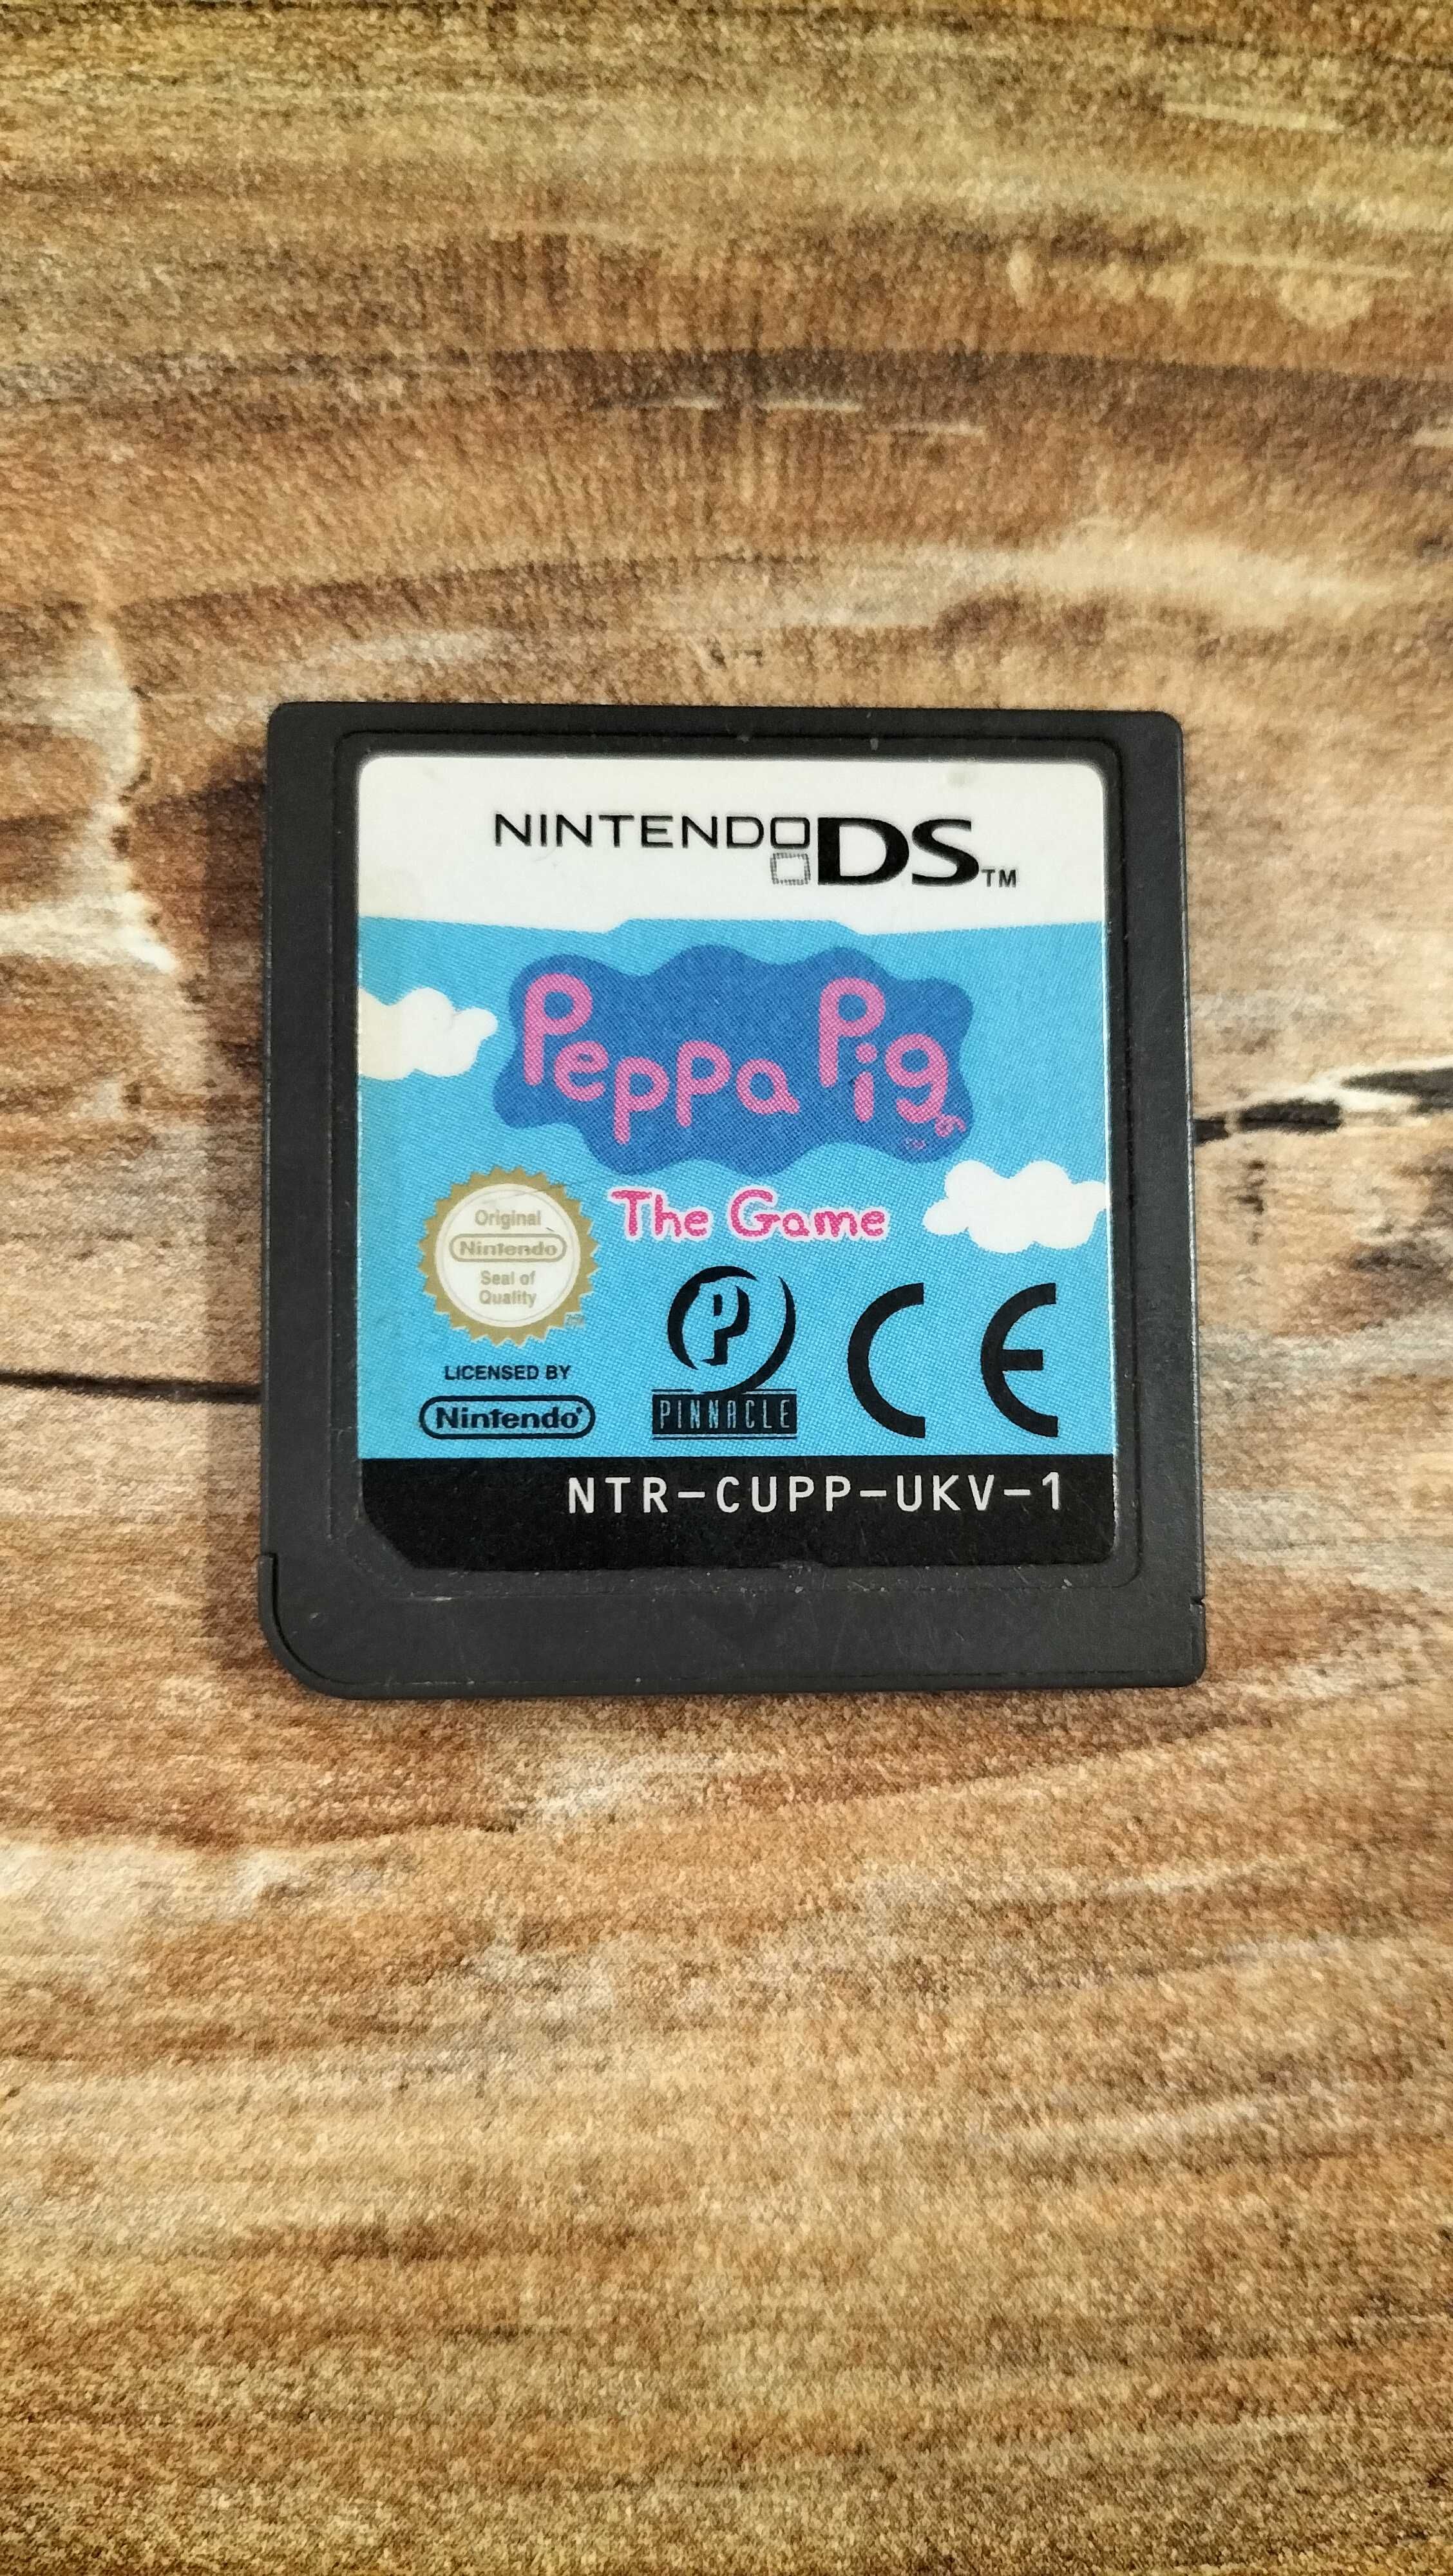 NINTENDO DS™
Peppa Pig
™
The Game
Original
Nintendo
Seal of
Quality
LICENSED BY
Nintendo®
P
PINNACLE
CE
NTR-CUPP-UKV-1